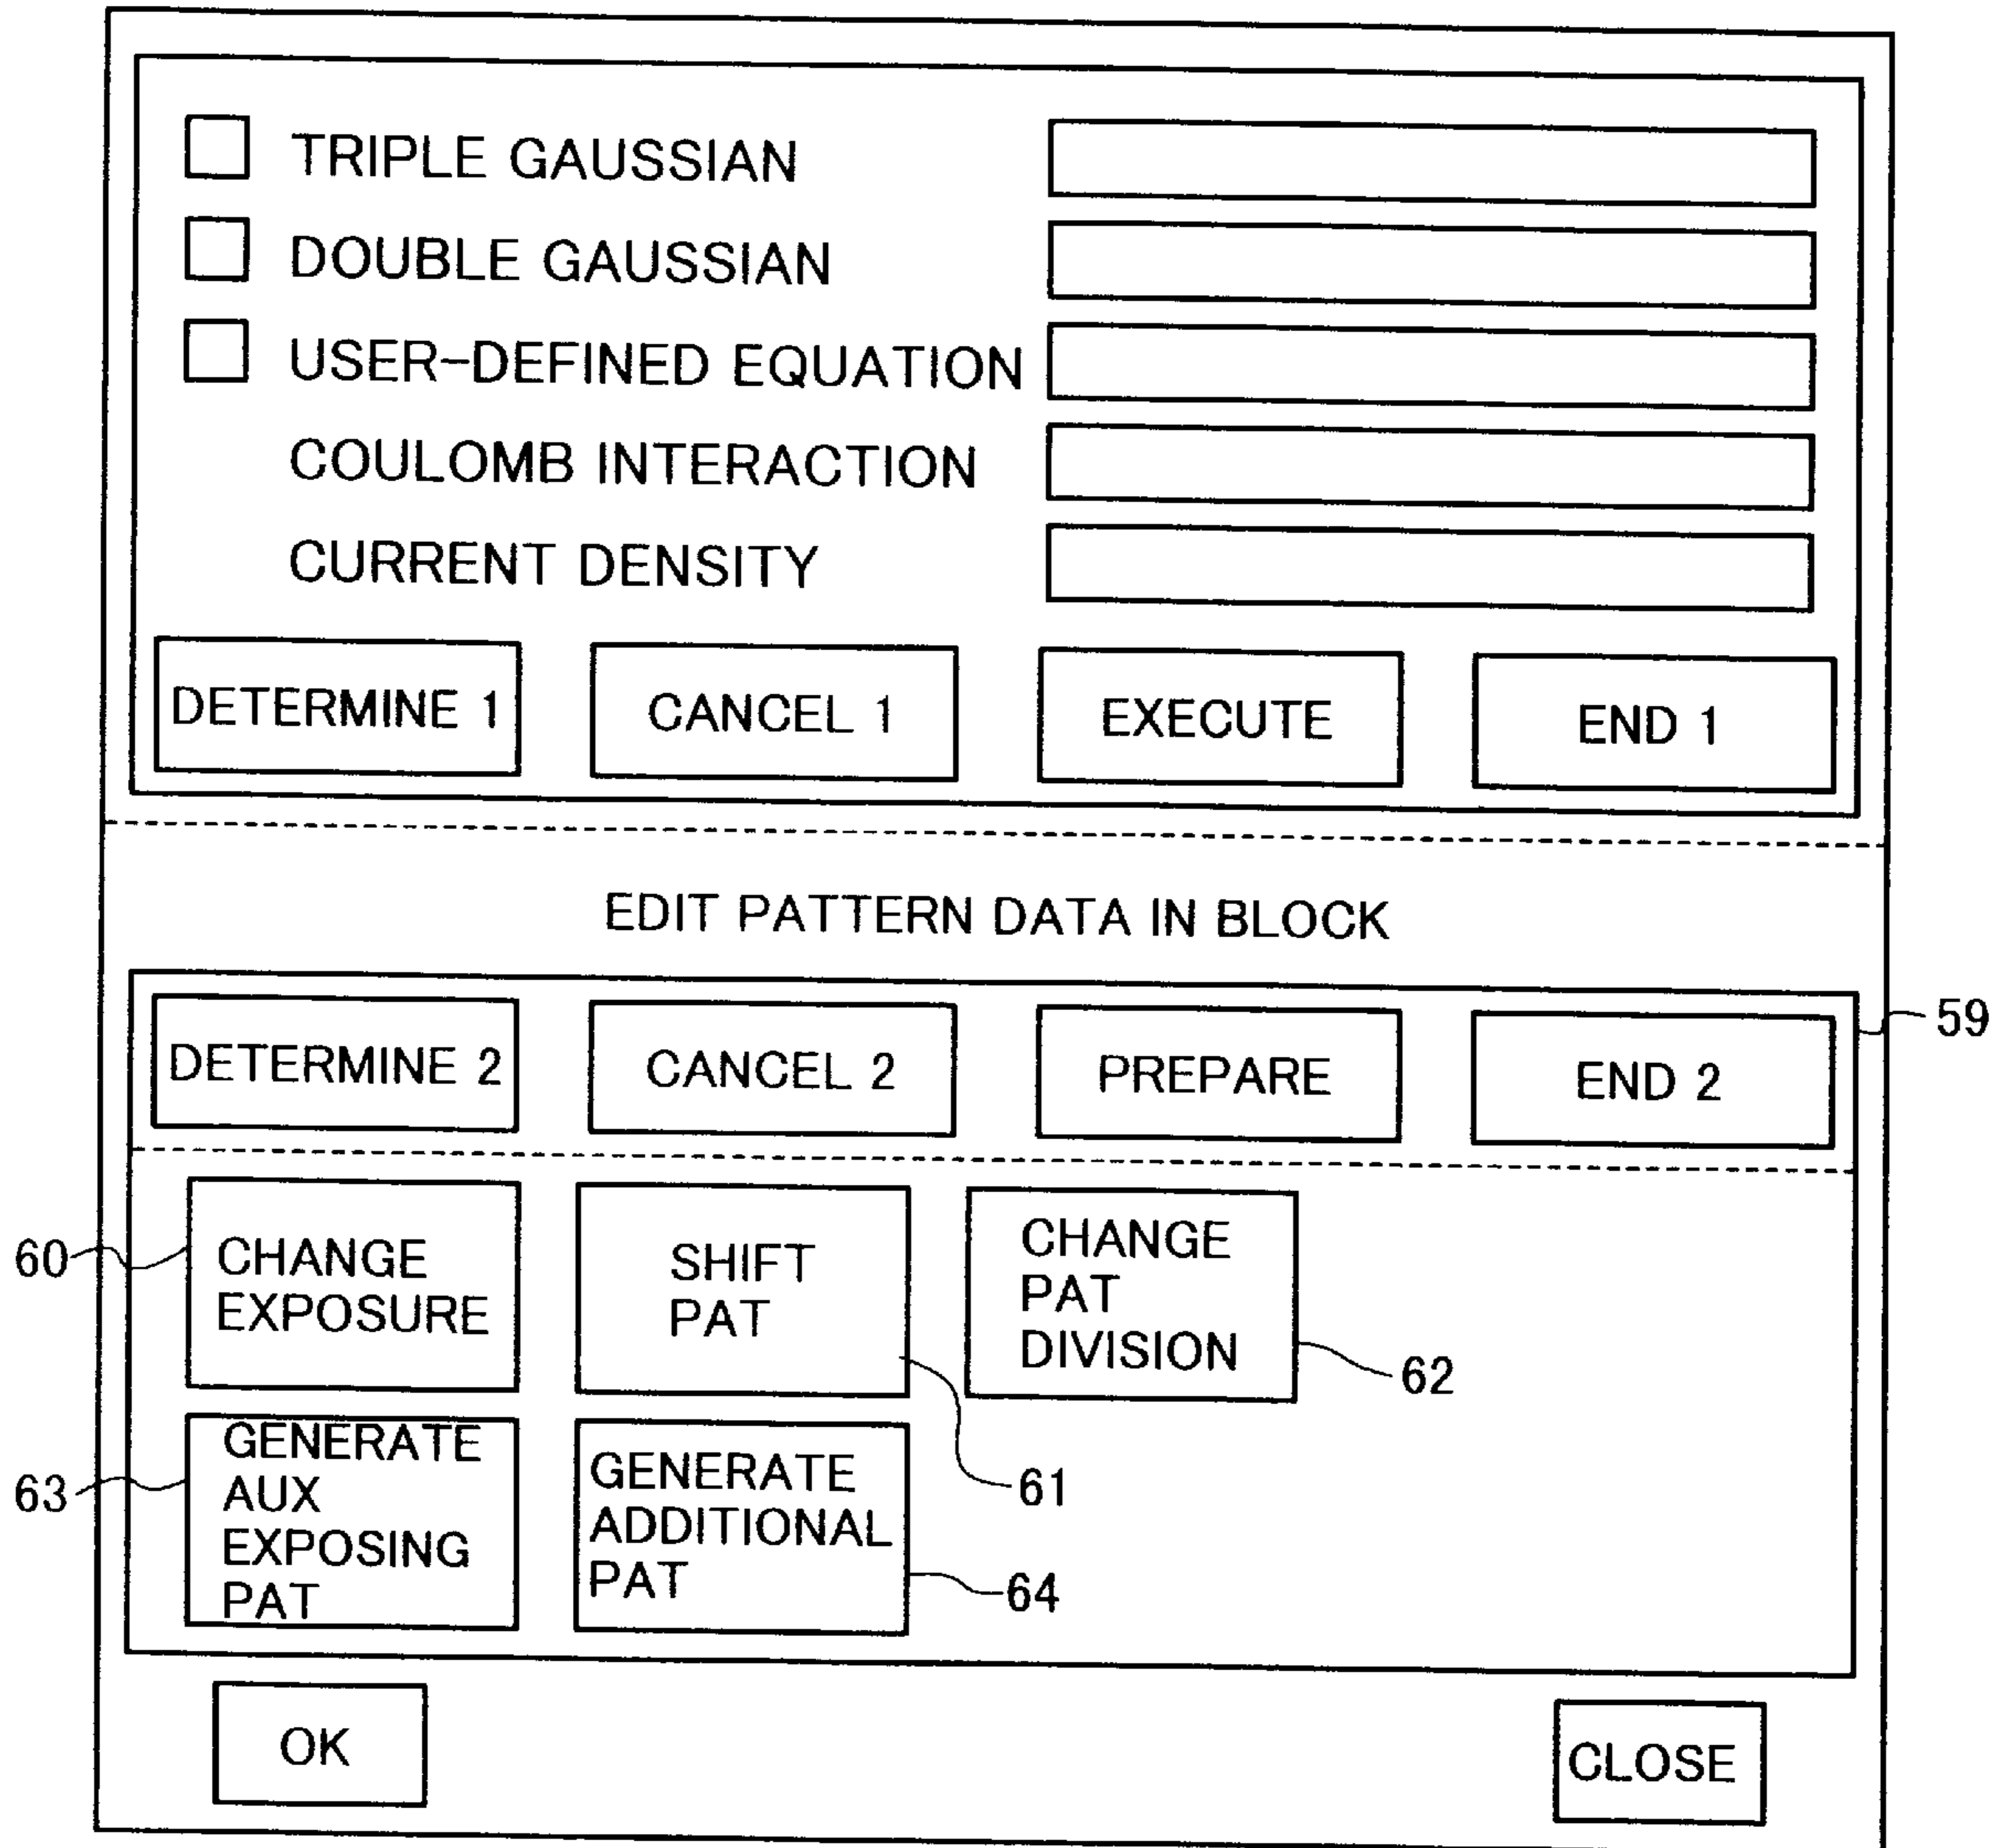 TRIPLE GAUSSIAN
DOUBLE GAUSSIAN
USER-DEFINED EQUATION
COULOMB INTERACTION
CURRENT DENSITY
DETERMINE 1
CANCEL 1
EXECUTE
END 1
EDIT PATTERN DATA IN BLOCK
59
DETERMINE 2
CANCEL 2
PREPARE
END 2
60
CHANGE
EXPOSURE
SHIFT
PAT
61
CHANGE
PAT
DIVISION
62
63
GENERATE
AUX
EXPOSING
PAT
GENERATE
ADDITIONAL
PAT
64
OK
CLOSE